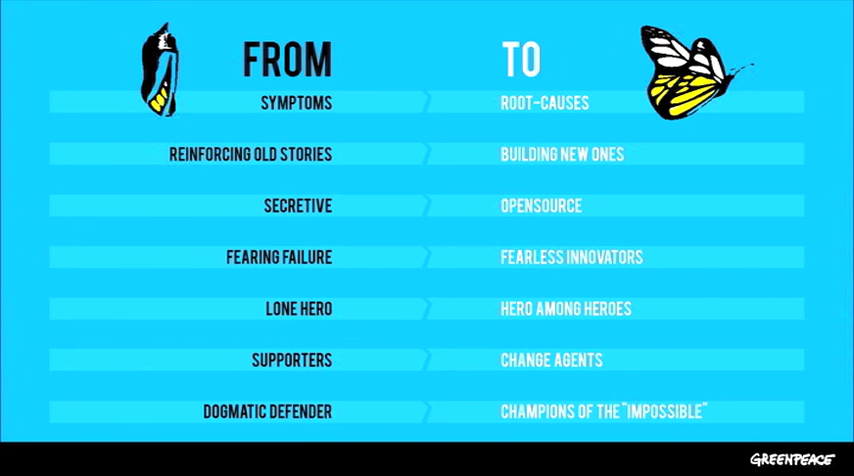 FROM TO
SYMPTOMS ROOT-CAUSES
REINFORCING OLD STORIES BUILDING NEW ONES
SECRETIVE OPENSOURCE
FEARING FAILURE FEARLESS INNOVATORS
LONE HERO HERO AMONG HEROES
SUPPORTERS CHANGE AGENTS
DOGMATIC DEFENDER CHAMPIONS OF THE "IMPOSSIBLE"
GREENPEACE